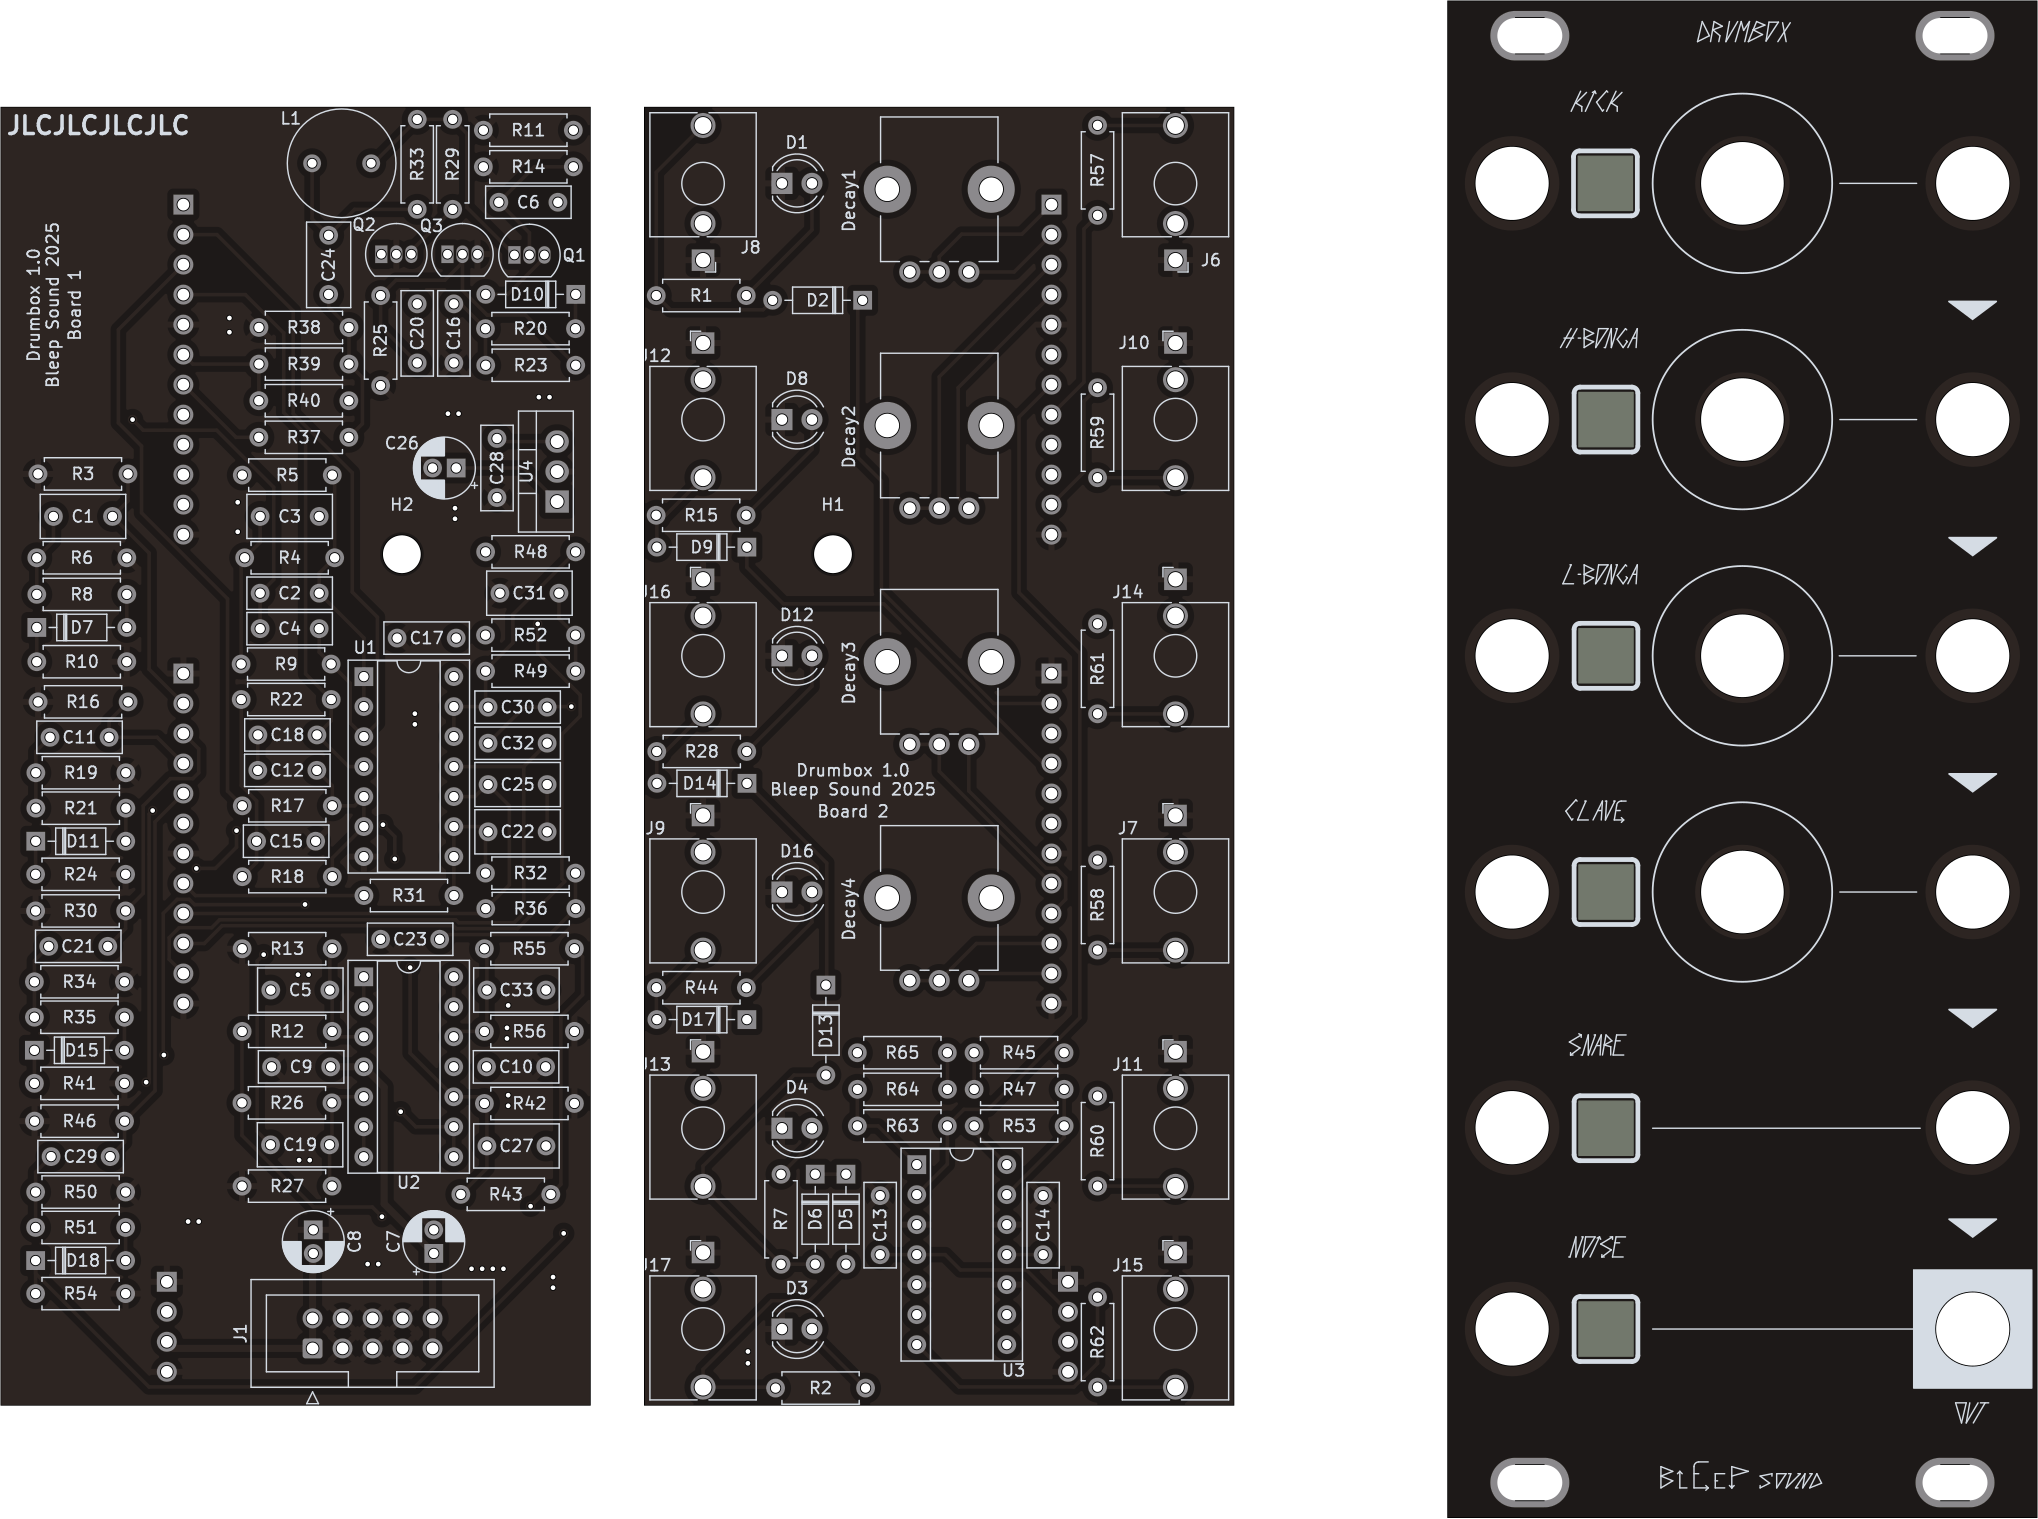 JLCJLCJLCJLC
Drumbox 1.0
Bleep Sound 2025
Board 1
L1
R33
R29
R11
R14
C6
Q2
Q3
Q1
C24
D10
R38
R25
C20
C16
R20
R39
R23
R40
R37
C26
+
C28
U4
R3
R5
H2
C1
C3
R6
R4
R48
R8
C2
C31
D7
C4
C17
R52
U1
R10
R9
R49
R16
R22
C30
C11
C18
C32
R19
C12
C25
R21
R17
C22
D11
C15
R24
R18
R32
R31
R30
R36
C21
R13
C23
R55
R34
C5
C33
R35
R12
R56
D15
C9
C10
R41
R26
R42
R46
C19
C27
C29
R50
R27
U2
R43
R51
+
C8
C7
+
D18
R54
J1
D1
Decay1
R57
J8
J6
R1
D2
J12
J10
D8
Decay2
R59
R15
H1
D9
J16
J14
D12
Decay3
R61
R28
D14
Drumbox 1.0
Bleep Sound 2025
Board 2
J9
J7
D16
Decay4
R58
R44
D17
D13
R65
R45
J13
J11
D4
R64
R47
R63
R53
R60
R7
D6
D5
C13
C14
J17
J15
D3
R62
U3
R2
DRUMBOX
KICK
H-BONGA
L-BONGA
CLAVE
SNARE
NOISE
OUT
BLEEP SOUND